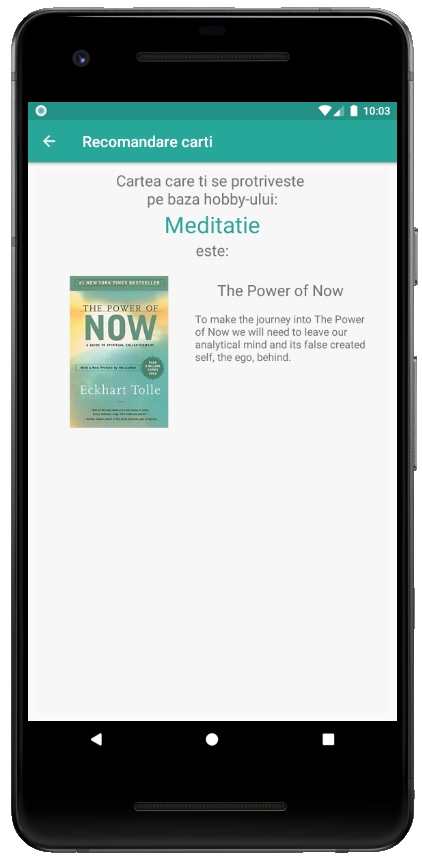 10:03
Recomandare carti
Cartea care ti se protriveste
pe baza hobby-ului:
Meditatie
este:
#1 NEW YORK TIMES BESTSELLER
THE POWER OF
NOW
A GUIDE TO SPIRITUAL ENLIGHTENMENT
With a New Preface by the Author
Eckhart Tolle
The Power of Now
To make the journey into The Power
of Now we will need to leave our
analytical mind and its false created
self, the ego, behind.